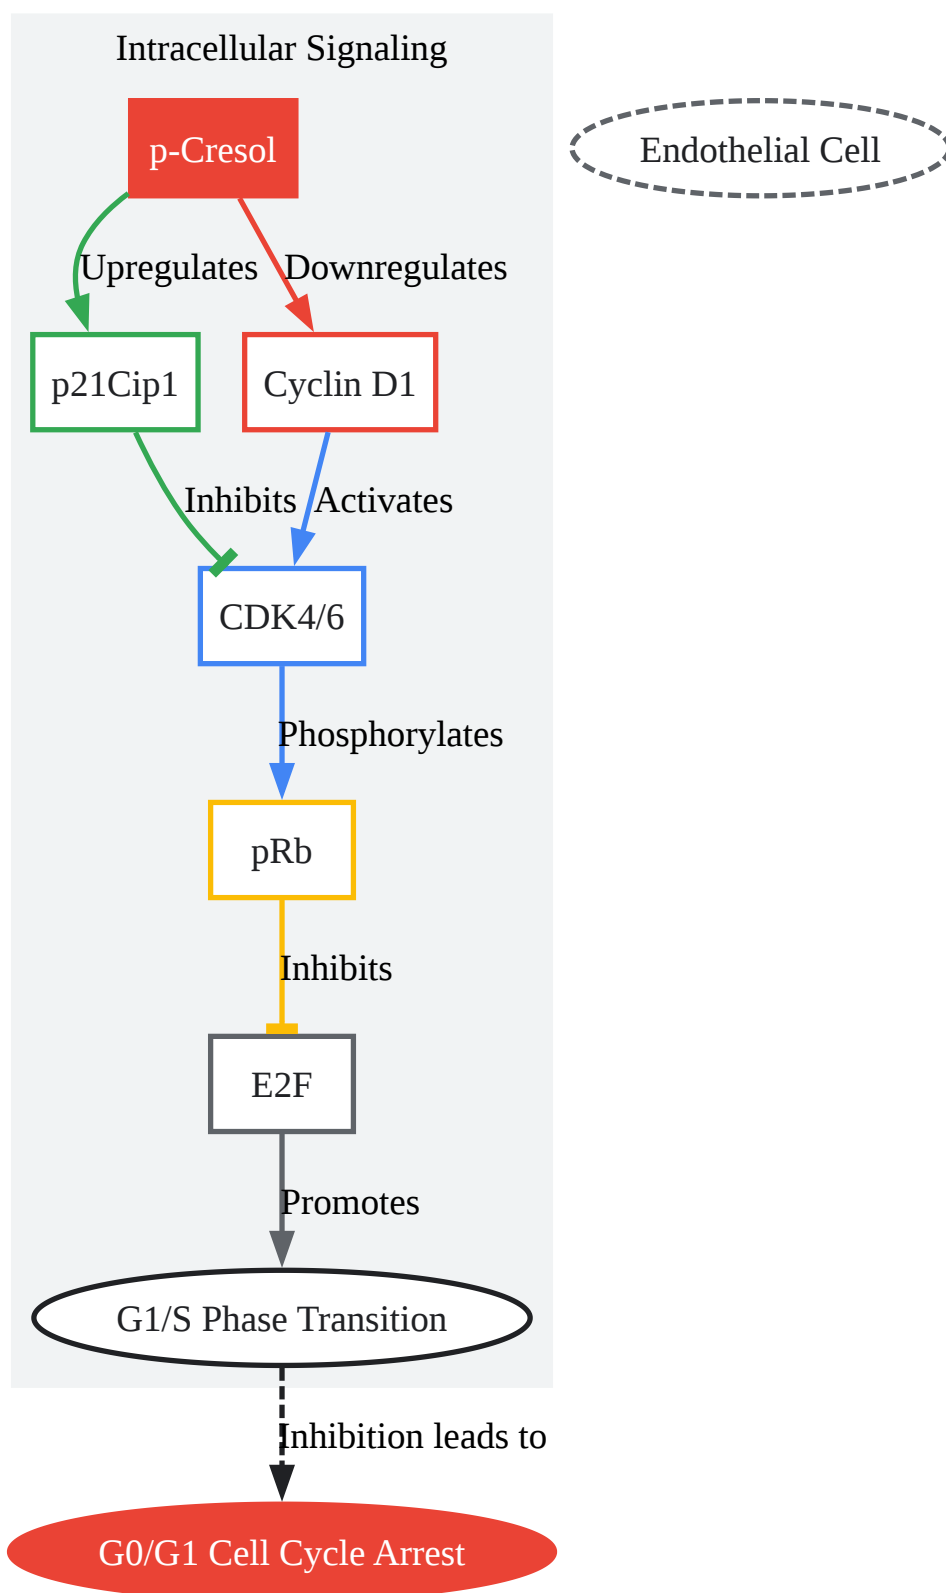 Intracellular Signaling
p-Cresol
Endothelial Cell
Upregulates
Downregulates
p21Cip1
Cyclin D1
Inhibits
Activates
CDK4/6
Phosphorylates
pRb
Inhibits
E2F
Promotes
G1/S Phase Transition
Inhibition leads to
G0/G1 Cell Cycle Arrest